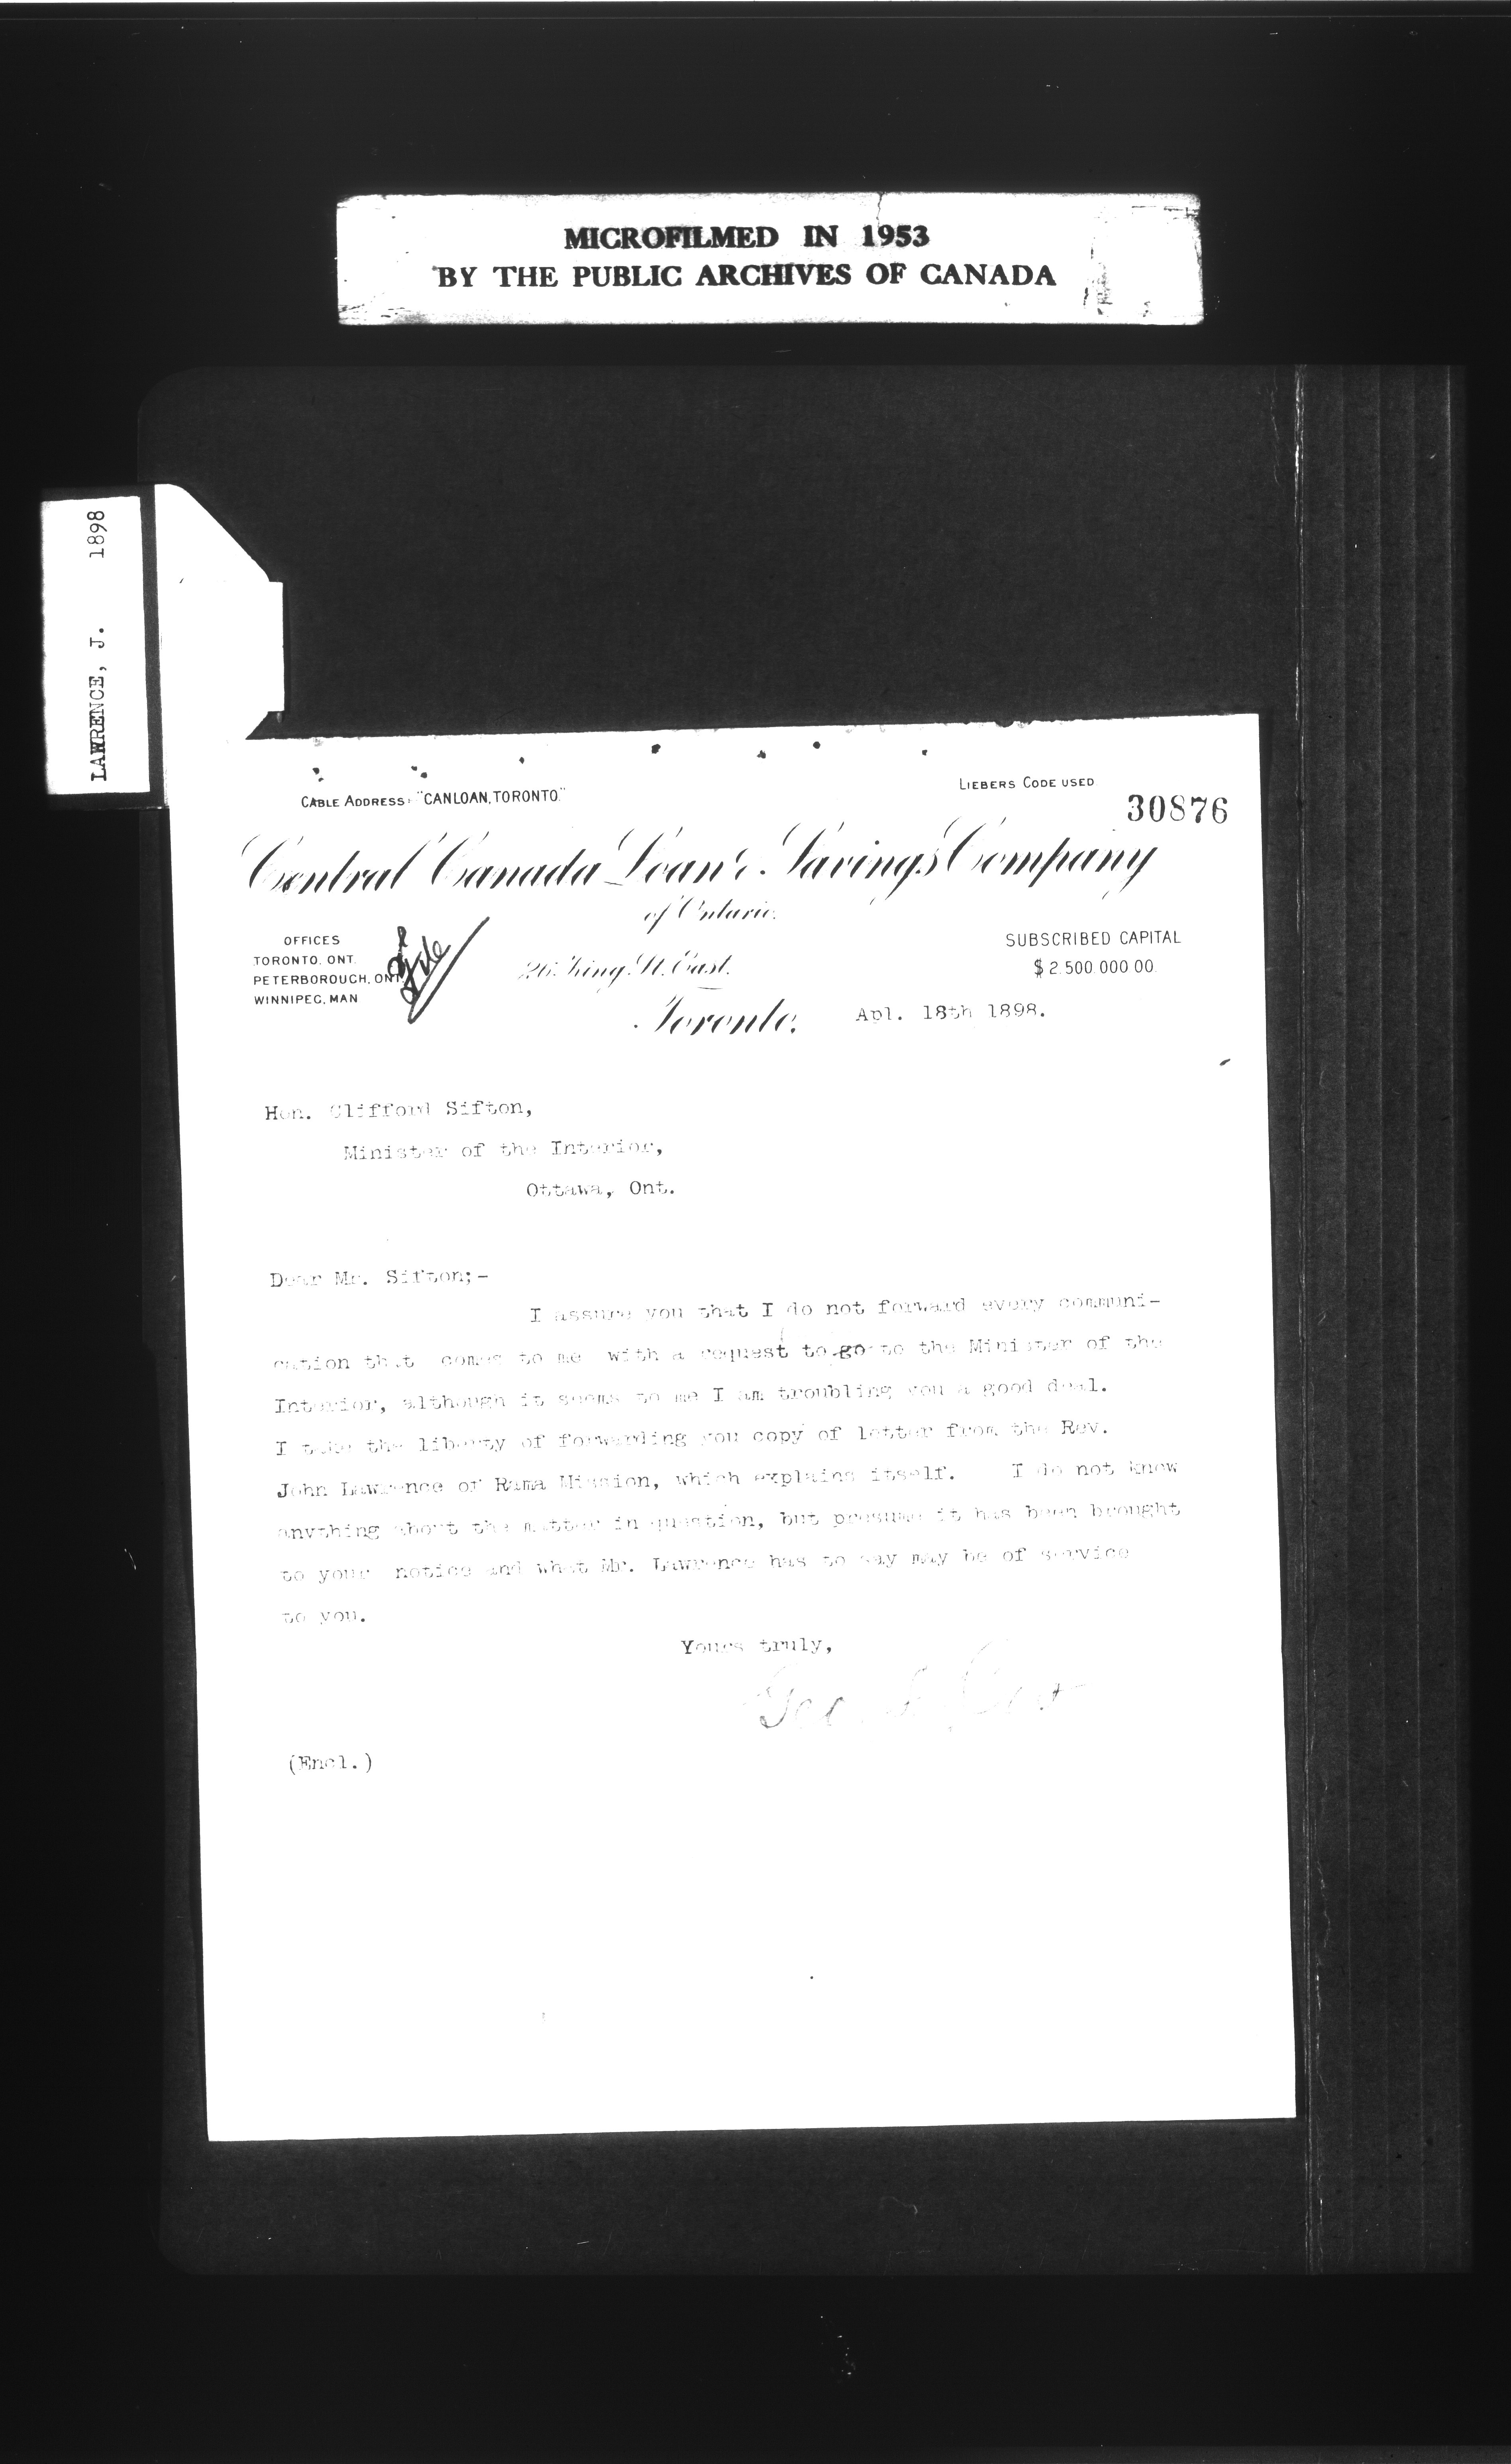 MICROFILMED IN 1953
BY THE PUBLIC ARCHIVES OF CANADA
LAWRENCE, J. 1898
CABLE ADDRESS: "CANLOAN, TORONTO."
LIEBERS CODE USED
30876
Central Canada Loan & Savings Company
of Ontario.
OFFICES
TORONTO, ONT.
PETERBOROUGH, ONT.
WINNIPEG, MAN
File
26 King St. East.
SUBSCRIBED CAPITAL
$2.500.000 00.
Toronto, Apl. 18th 1898.
Hon. Clifford Sifton,
Minister of the Interior,
Ottawa, Ont.
Dear Mr. Sifton;-
I assure you that I do not forward every communi-
cation that comes to me with a request to go to the Minister of the
Interior, although it seems to me I am troubling you a good deal.
I take the liberty of forwarding you copy of letter from the Rev.
John Lawrence of Rama Mission, which explains itself. I do not know
anything about the matter in question, but presume it has been brought
to your notice and what Mr. Lawrence has to say may be of service
to you.
Yours truly,
Geo. A. Cox
(Encl.)